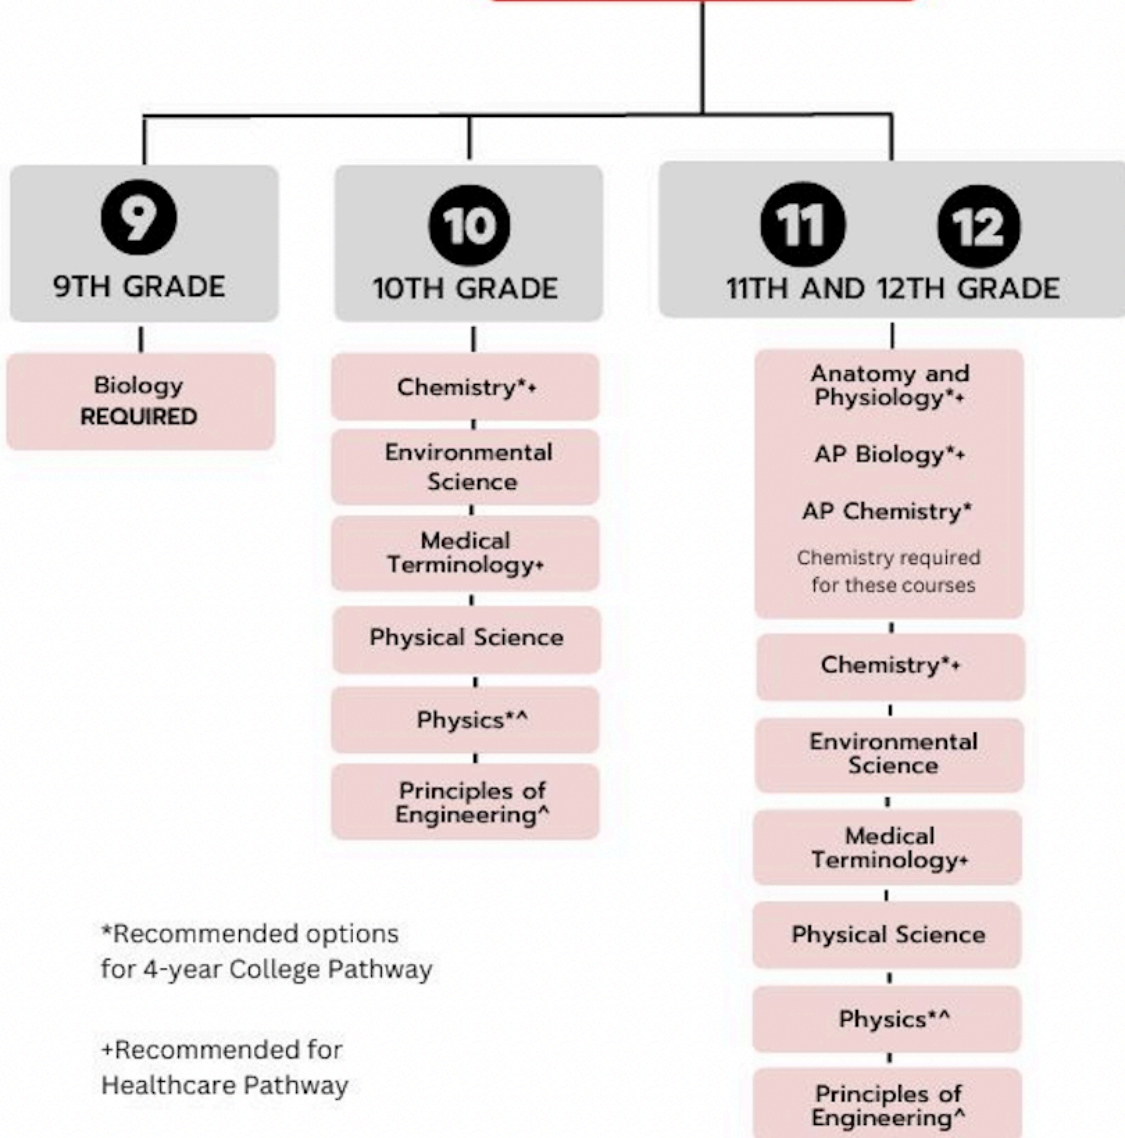 9
9TH GRADE
Biology
REQUIRED
10
10TH GRADE
Chemistry*+
Environmental
Science
Medical
Terminology+
Physical Science
Physics*^
Principles of
Engineering^
11 12
11TH AND 12TH GRADE
Anatomy and
Physiology*+
AP Biology*+
AP Chemistry*
Chemistry required
for these courses
Chemistry*+
Environmental
Science
Medical
Terminology+
Physical Science
Physics*^
Principles of
Engineering^
*Recommended options
for 4-year College Pathway
+Recommended for
Healthcare Pathway